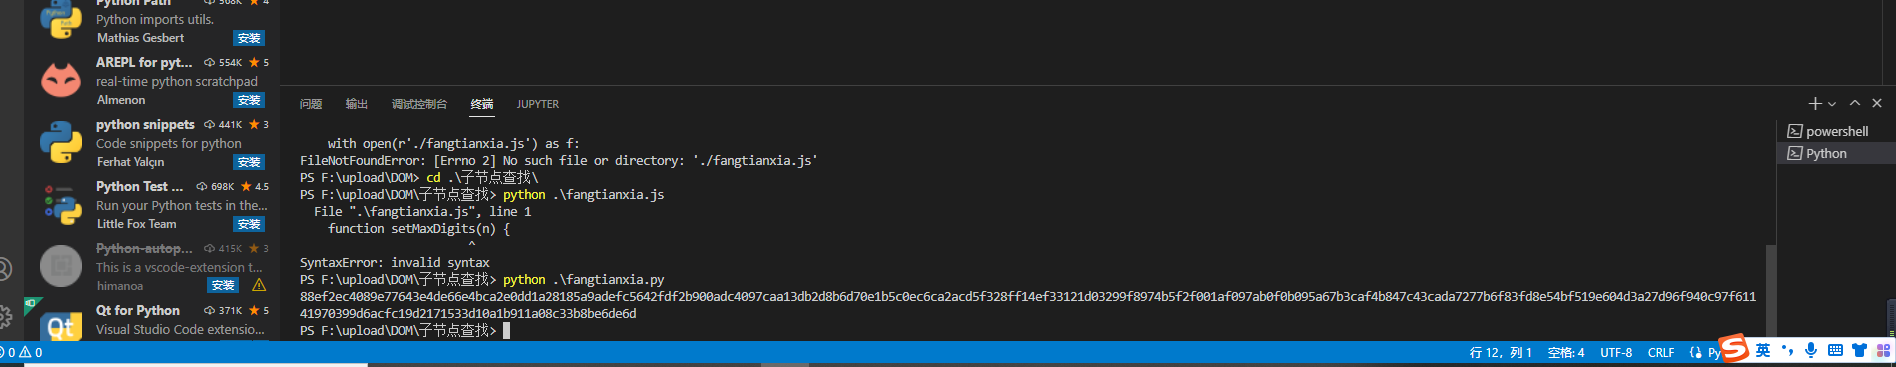 Python Path 568K ★ 4
Python imports utils.
Mathias Gesbert 安装
AREPL for pyt... 554K ★ 5
real-time python scratchpad
Almenon 安装
python snippets 441K ★ 3
Code snippets for python
Ferhat Yalçın 安装
Python Test ... 698K ★ 4.5
Run your Python tests in the...
Little Fox Team 安装
Python-autop... 415K ★ 3
This is a vscode-extension t...
himanoa 安装
Qt for Python 371K ★ 5
Visual Studio Code extensio...
问题 输出 调试控制台 终端 JUPYTER
with open(r'./fangtianxia.js') as f:
FileNotFoundError: [Errno 2] No such file or directory: './fangtianxia.js'
PS F:\upload\DOM> cd .\子节点查找\
PS F:\upload\DOM\子节点查找> python .\fangtianxia.js
File ".\fangtianxia.js", line 1
function setMaxDigits(n) {
^
SyntaxError: invalid syntax
PS F:\upload\DOM\子节点查找> python .\fangtianxia.py
88ef2ec4089e77643e4de66e4bca2e0dd1a28185a9adefc5642fdf2b900adc4097caa13db2d8b6d70e1b5c0ec6ca2acd5f328ff14ef33121d03299f8974b5f2f001af097ab0f0b095a67b3caf4b847c43cada7277b6f83fd8e54bf519e604d3a27d96f940c97f611
41970399d6acfc19d2171533d10a1b911a08c33b8be6de6d
PS F:\upload\DOM\子节点查找>
powershell
Python
0 0
行 12，列 1 空格: 4 UTF-8 CRLF Py
S 英